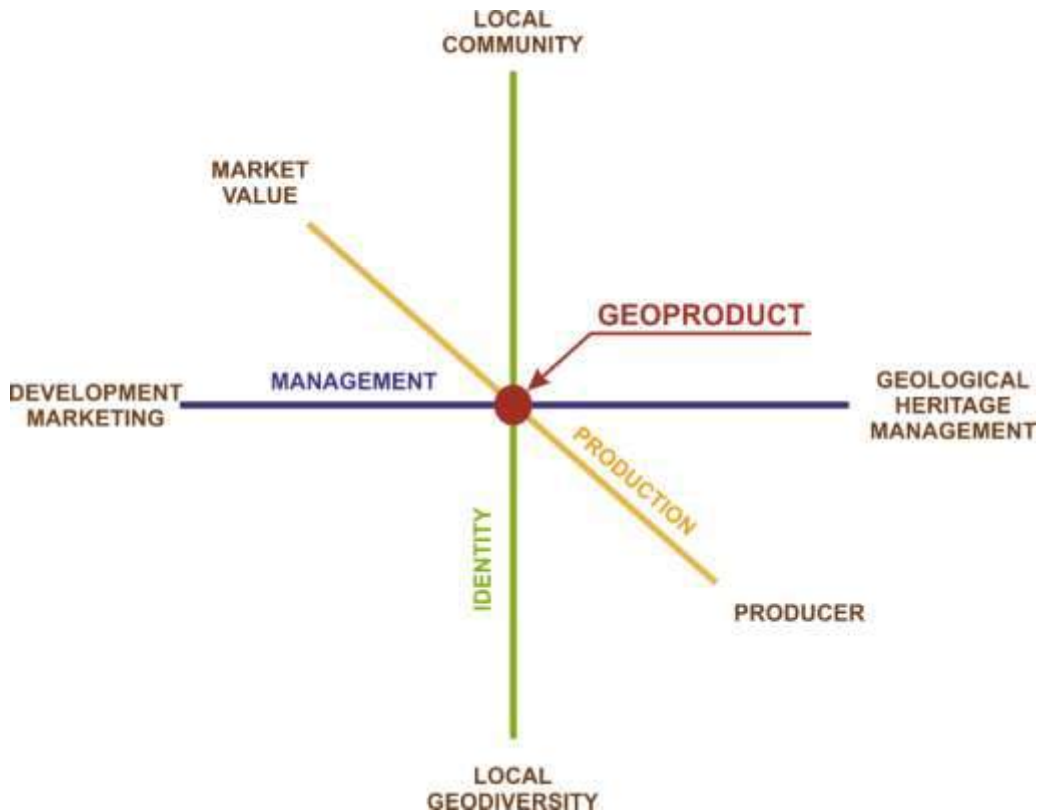 LOCAL
COMMUNITY
MARKET
VALUE
GEOPRODUCT
MANAGEMENT
DEVELOPMENT
MARKETING
GEOLOGICAL
HERITAGE
MANAGEMENT
PRODUCTION
IDENTITY
PRODUCER
LOCAL
GEODIVERSITY